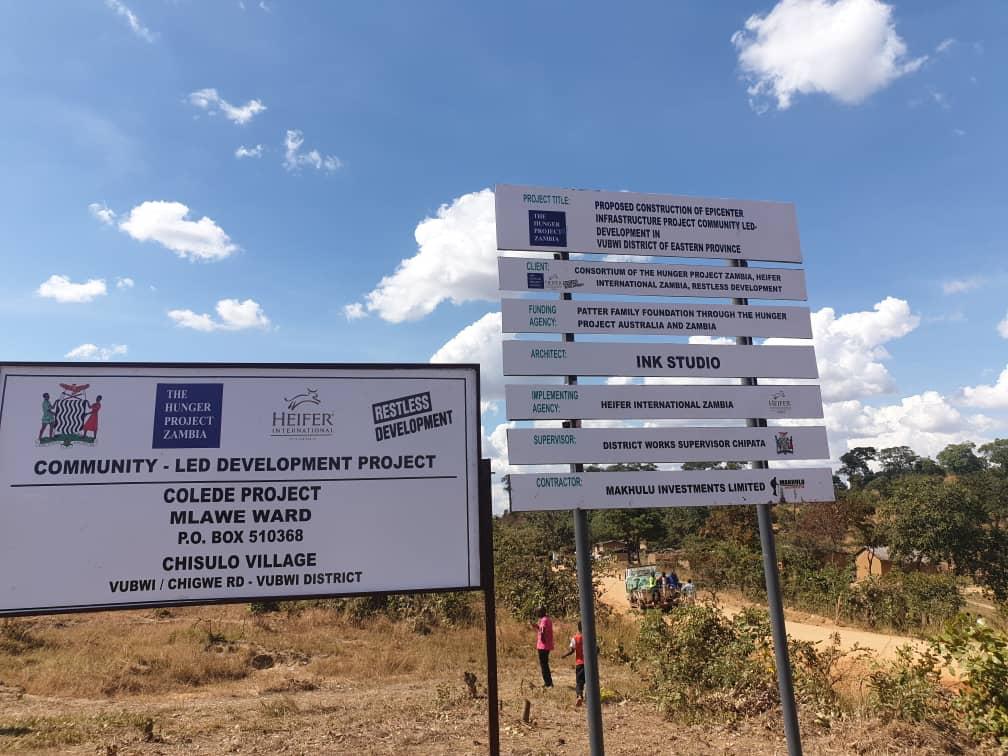 THE
HUNGER
PROJECT
ZAMBIA
HEIFER
INTERNATIONAL
RESTLESS
DEVELOPMENT
COMMUNITY - LED DEVELOPMENT PROJECT
COLEDE PROJECT
MLAWE WARD
P.O. BOX 510368
CHISULO VILLAGE
VUBWI / CHIGWE RD - VUBWI DISTRICT
PROJECT TITLE:
THE
HUNGER
PROJECT
ZAMBIA
PROPOSED CONSTRUCTION OF EPICENTER
INFRASTRUCTURE PROJECT COMMUNITY LED-
DEVELOPMENT IN
VUBWI DISTRICT OF EASTERN PROVINCE
CLIENT:
CONSORTIUM OF THE HUNGER PROJECT ZAMBIA, HEIFER
INTERNATIONAL ZAMBIA, RESTLESS DEVELOPMENT
FUNDING
AGENCY:
PATTER FAMILY FOUNDATION THROUGH THE HUNGER
PROJECT AUSTRALIA AND ZAMBIA
ARCHITECT:
INK STUDIO
IMPLEMENTING
AGENCY:
HEIFER INTERNATIONAL ZAMBIA
HEIFER
SUPERVISOR:
DISTRICT WORKS SUPERVISOR CHIPATA
CONTRACTOR:
MAKHULU INVESTMENTS LIMITED
MAKHULU